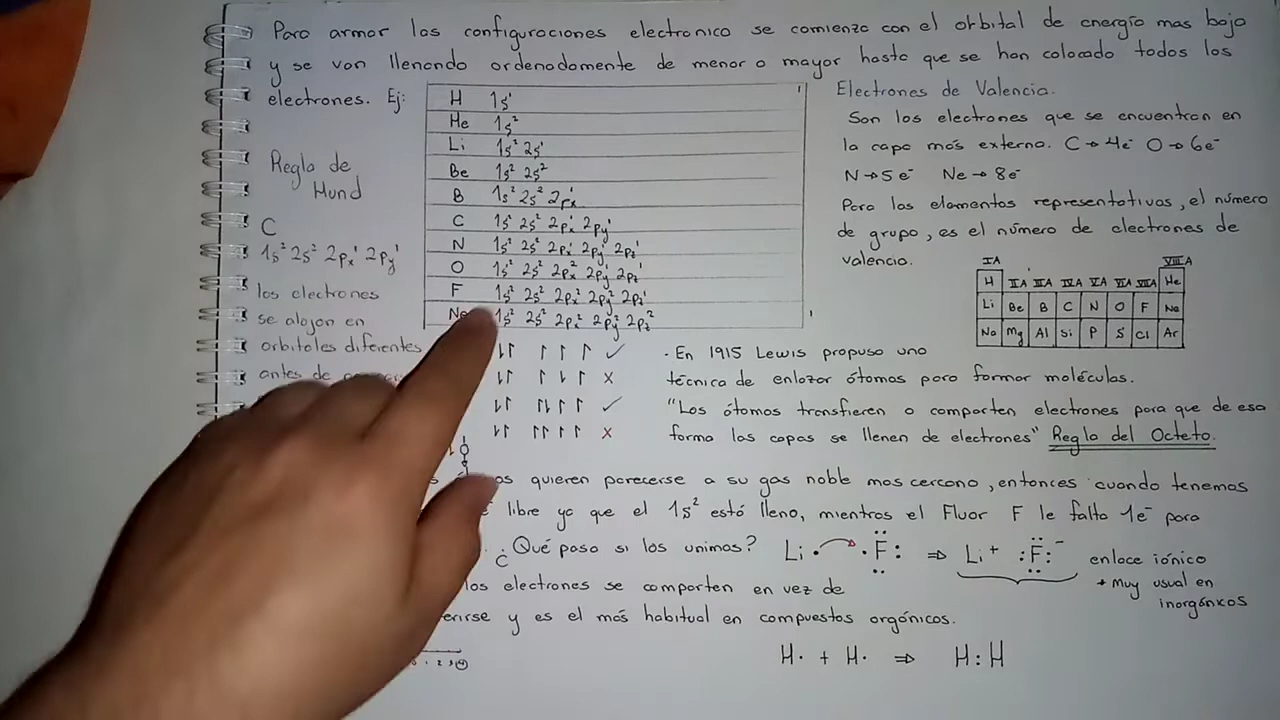 Para armar las configuraciones electronica se comienza con el orbital de energía mas bajo
y se van llenando ordenadamente de menor a mayor hasta que se han colocado todos los
electrones. Ej:
H 1s¹
He 1s²
Li 1s² 2s¹
Be 1s² 2s²
B 1s² 2s² 2px¹
C 1s² 2s² 2px¹ 2py¹
N 1s² 2s² 2px¹ 2py¹ 2pz¹
O 1s² 2s² 2px² 2py¹ 2pz¹
F 1s² 2s² 2px² 2py² 2pz¹
Ne 1s² 2s² 2px² 2py² 2pz²
Regla de
Hund
C
1s² 2s² 2px¹ 2py¹
los electrones
se alojan en
orbitales diferentes
antes de
↿⇂ ↿ ↿ ↿ ✓
↿⇂ ↿ ⇂ ↿ x
↿⇂ ↿⇂ ↿ ↿ ✓
↿⇂ ↿↿ ↿ ↿ x
Electrones de Valencia.
Son los electrones que se encuentran en
la capa más externa. C→4e⁻ O→6e⁻
N→5e⁻ Ne→8e⁻
Para los elementos representativos, el número
de grupo, es el número de electrones de
valencia.
IA VIIIA
H IIA IIIA IVA VA VIA VIIA He
Li Be B C N O F Ne
Na Mg Al Si P S Cl Ar
· En 1915 Lewis propuso una
técnica de enlazar átomos para formar moléculas.
"Los átomos transfieren o comparten electrones para que de esa
forma las capas se llenen de electrones" Regla del Octeto.
quieren parecerse a su gas noble mas cercano, entonces cuando tenemos
libre ya que el 1s² está lleno, mientras el Fluor F le falta 1e⁻ para
¿Qué pasa si los unimos? Li· ·F: ⇒ Li⁺ :F:⁻ enlace iónico
+ Muy usual en
inorgánicos
los electrones se comparten en vez de
y es el más habitual en compuestos orgánicos.
H· + H· ⇒ H:H